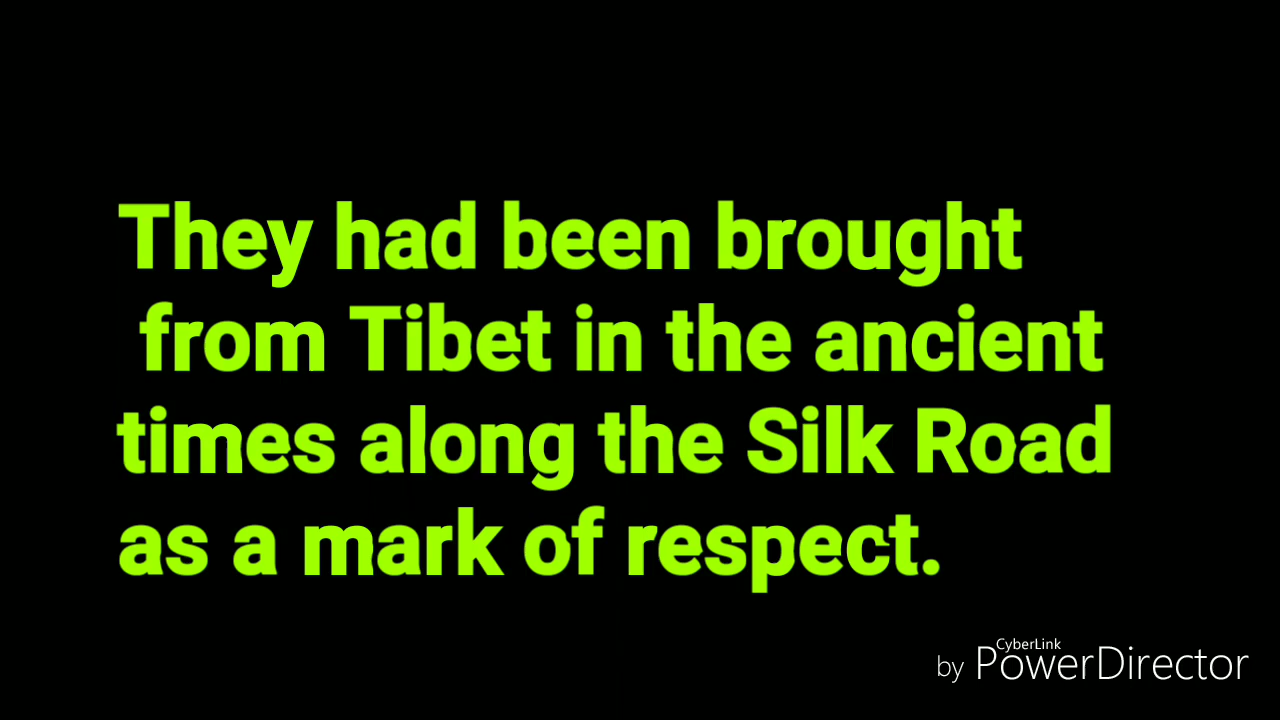 They had been brought
from Tibet in the ancient
times along the Silk Road
as a mark of respect.
by CyberLink PowerDirector